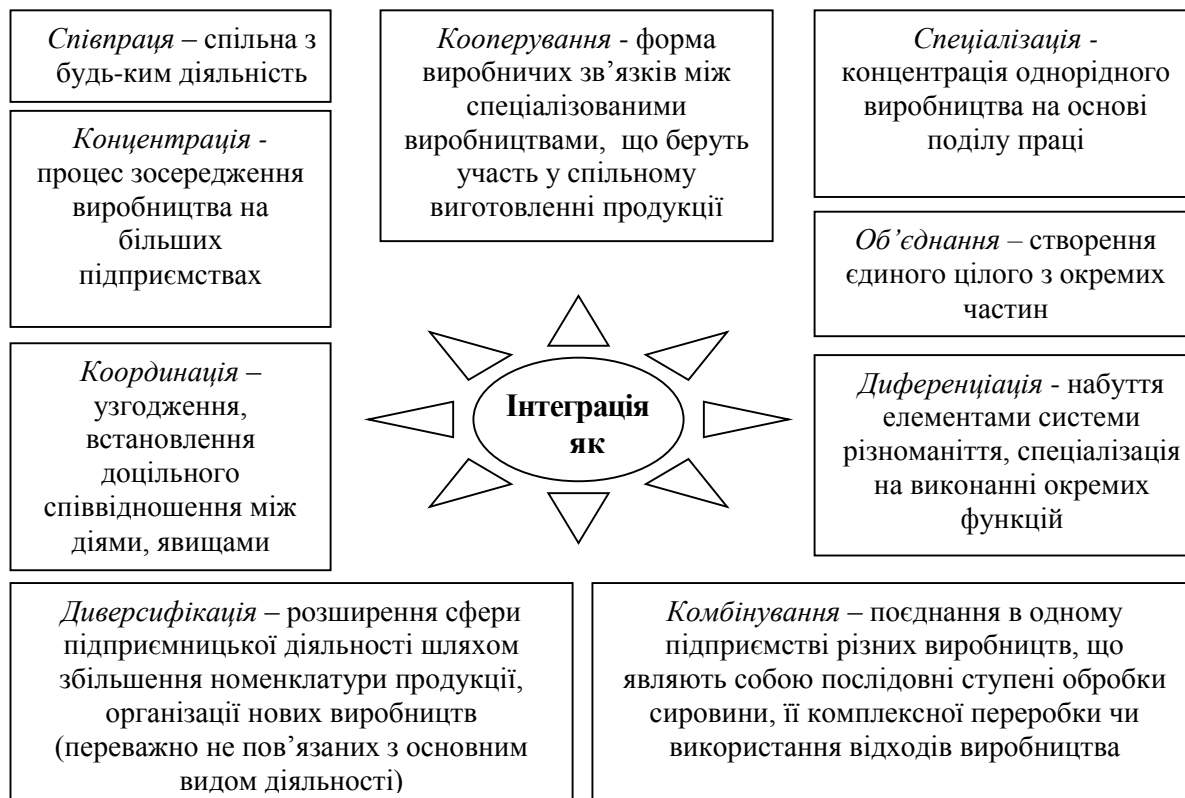 Співпраця – спільна з
будь-ким діяльність
Концентрація -
процес зосередження
виробництва на
більших
підприємствах
Координація –
узгодження,
встановлення
доцільного
співвідношення між
діями, явищами
Кооперування - форма
виробничих зв’язків між
спеціалізованими
виробництвами, що беруть
участь у спільному
виготовленні продукції
Інтеграція
як
Спеціалізація -
концентрація однорідного
виробництва на основі
поділу праці
Об’єднання – створення
єдиного цілого з окремих
частин
Диференціація - набуття
елементами системи
різноманіття, спеціалізація
на виконанні окремих
функцій
Диверсифікація – розширення сфери
підприємницької діяльності шляхом
збільшення номенклатури продукції,
організації нових виробництв
(переважно не пов’язаних з основним
видом діяльності)
Комбінування – поєднання в одному
підприємстві різних виробництв, що
являють собою послідовні ступені обробки
сировини, її комплексної переробки чи
використання відходів виробництва